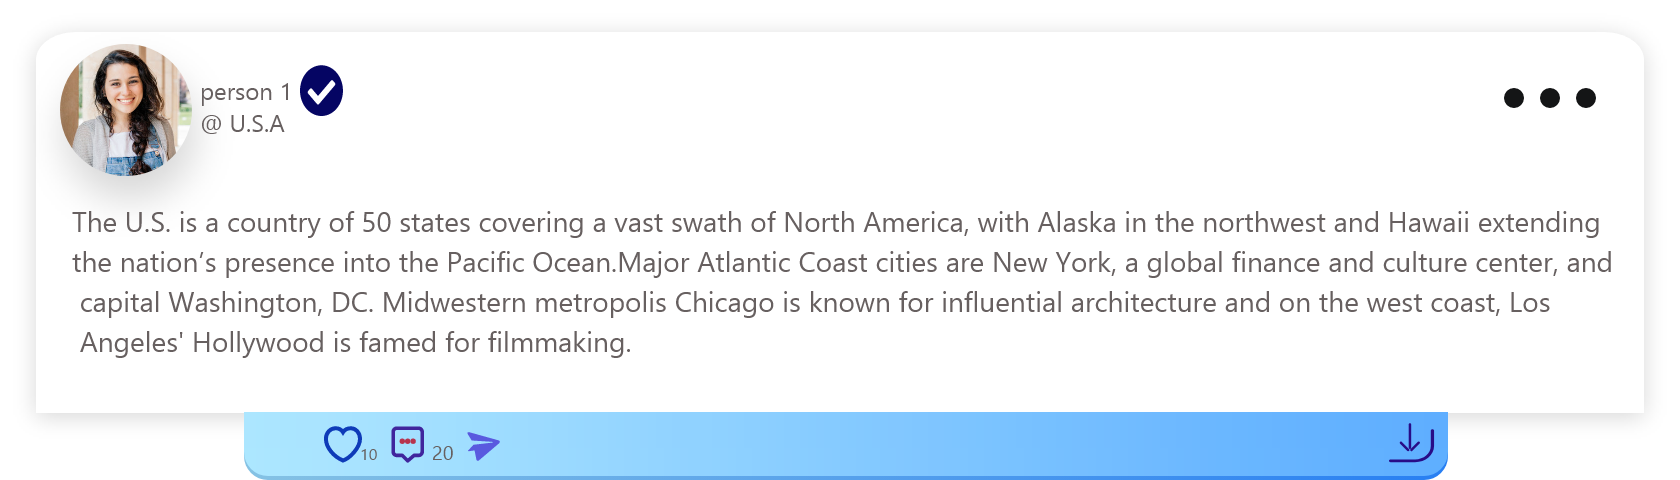 person 1
@ U.S.A
The U.S. is a country of 50 states covering a vast swath of North America, with Alaska in the northwest and Hawaii extending
the nation’s presence into the Pacific Ocean.Major Atlantic Coast cities are New York, a global finance and culture center, and
capital Washington, DC. Midwestern metropolis Chicago is known for influential architecture and on the west coast, Los
Angeles' Hollywood is famed for filmmaking.
10 20